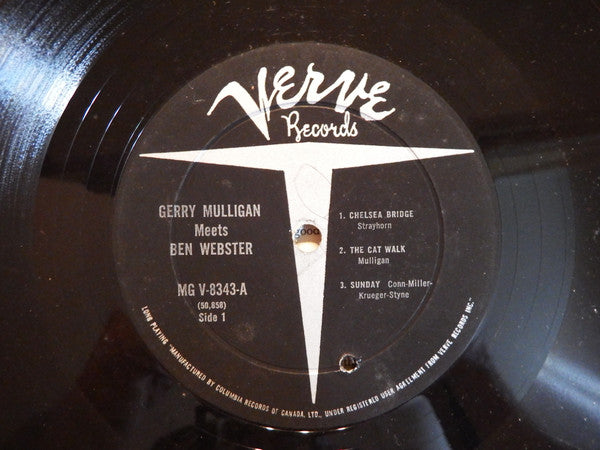 Verve
Records
GERRY MULLIGAN
Meets
BEN WEBSTER
MG V-8343-A
(50,858)
Side 1
1. CHELSEA BRIDGE
Strayhorn
2. THE CAT WALK
Mulligan
3. SUNDAY Conn-Miller-
Krueger-Styne
good
LONG PLAYING "MANUFACTURED BY COLUMBIA RECORDS OF CANADA, LTD., UNDER REGISTERED USER AGREEMENT FROM VERVE RECORDS INC."